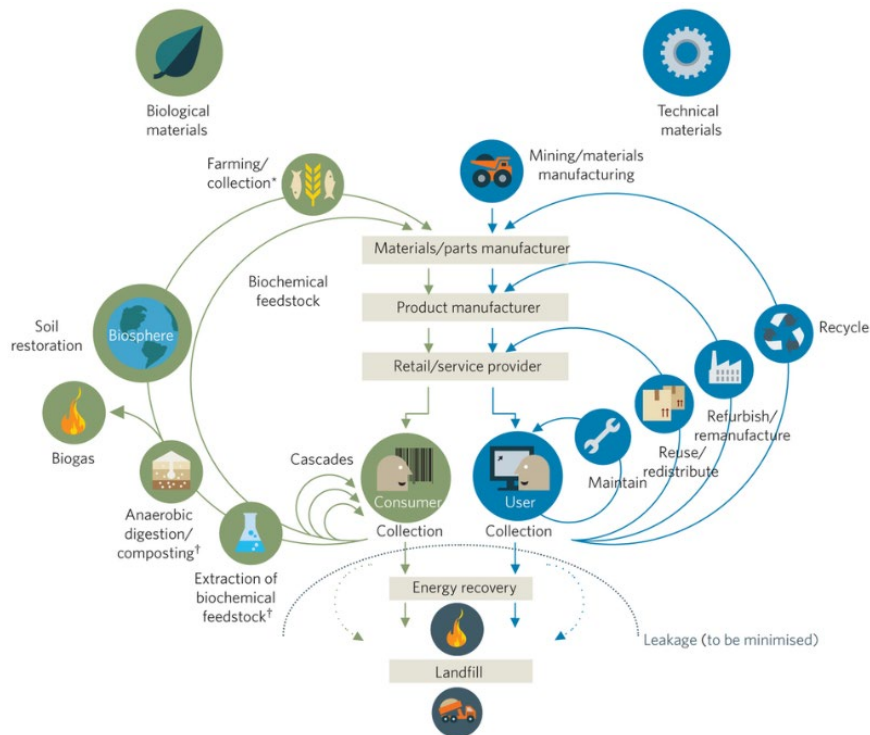 Biological
materials
Technical
materials
Farming/
collection*
Mining/materials
manufacturing
Materials/parts manufacturer
Biochemical
feedstock
Product manufacturer
Soil
restoration
Biosphere
Recycle
Retail/service provider
Refurbish/
remanufacture
Reuse/
redistribute
Biogas
Cascades
Maintain
Consumer
User
Anaerobic
digestion/
composting†
Collection
Collection
Extraction of
biochemical
feedstock†
Energy recovery
Leakage (to be minimised)
Landfill